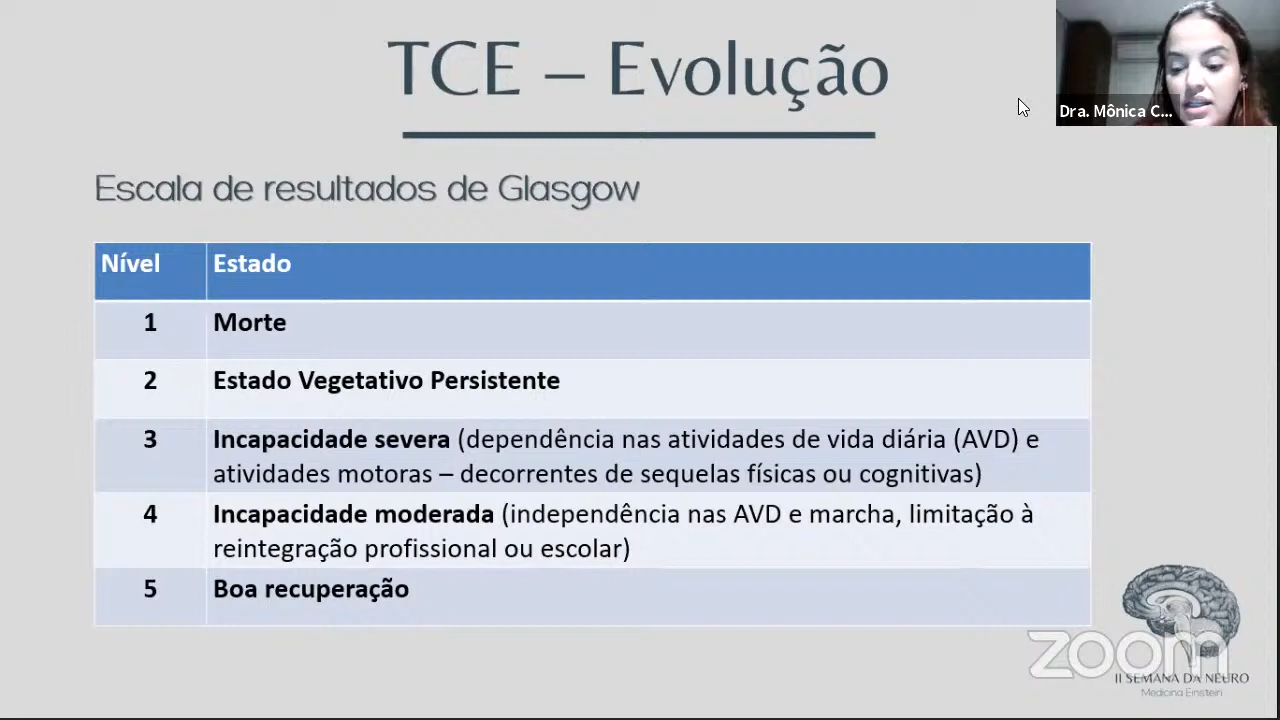 TCE – Evolução
Dra. Mônica C...
Escala de resultados de Glasgow
Nível Estado
1 Morte
2 Estado Vegetativo Persistente
3 Incapacidade severa (dependência nas atividades de vida diária (AVD) e
atividades motoras – decorrentes de sequelas físicas ou cognitivas)
4 Incapacidade moderada (independência nas AVD e marcha, limitação à
reintegração profissional ou escolar)
5 Boa recuperação
zoom
II SEMANA DA NEURO
Medicina Einstein